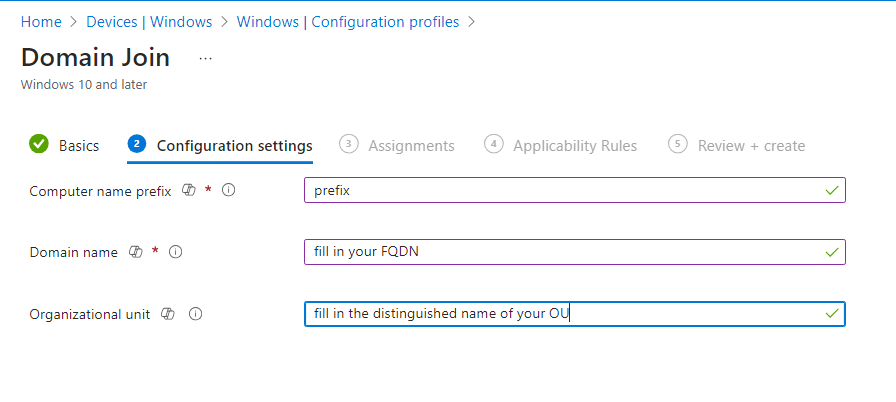 Home > Devices | Windows > Windows | Configuration profiles >
Domain Join ...
Windows 10 and later
Basics 2 Configuration settings 3 Assignments 4 Applicability Rules 5 Review + create
Computer name prefix * prefix
Domain name * fill in your FQDN
Organizational unit fill in the distinguished name of your OU